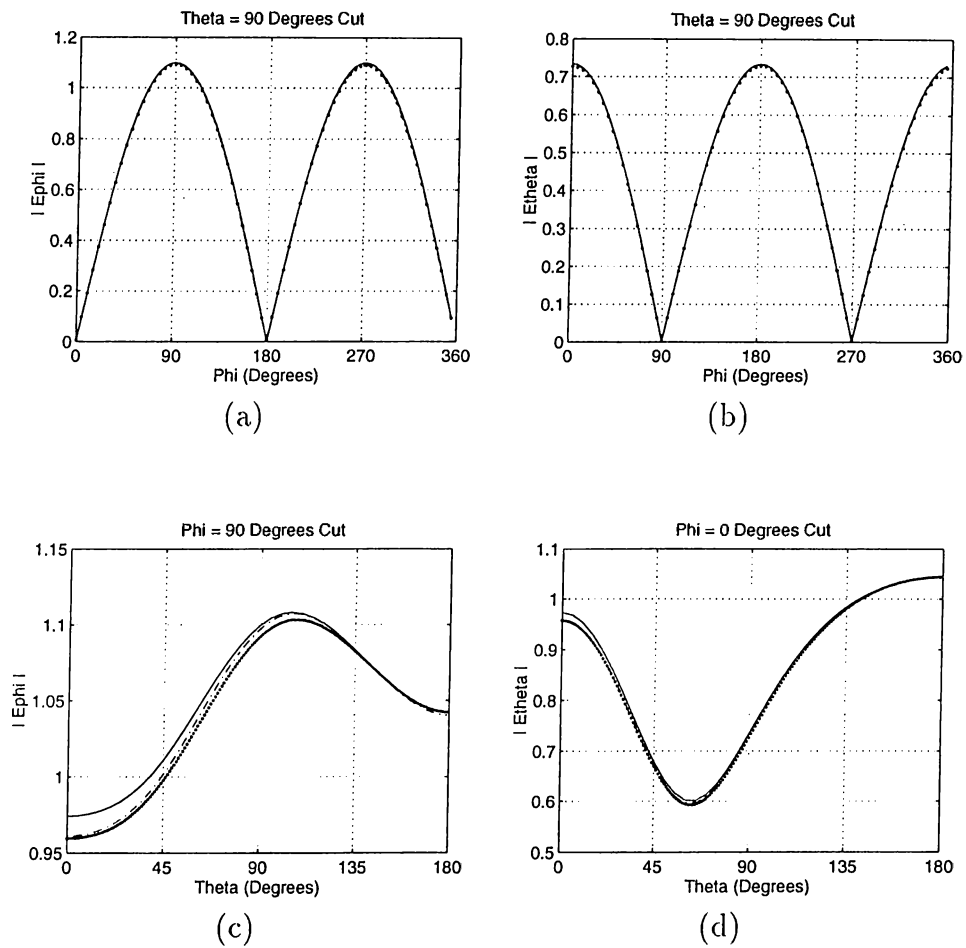 Theta = 90 Degrees Cut
1.2
1
0.8
0.6
0.4
0.2
0
| Ephi |
0 90 180 270 360
Phi (Degrees)
(a)
Theta = 90 Degrees Cut
0.8
0.7
0.6
0.5
0.4
0.3
0.2
0.1
0
| Etheta |
0 90 180 270 360
Phi (Degrees)
(b)
Phi = 90 Degrees Cut
1.15
1.1
1.05
1
0.95
| Ephi |
0 45 90 135 180
Theta (Degrees)
(c)
Phi = 0 Degrees Cut
1.1
1
0.9
0.8
0.7
0.6
0.5
| Etheta |
0 45 90 135 180
Theta (Degrees)
(d)